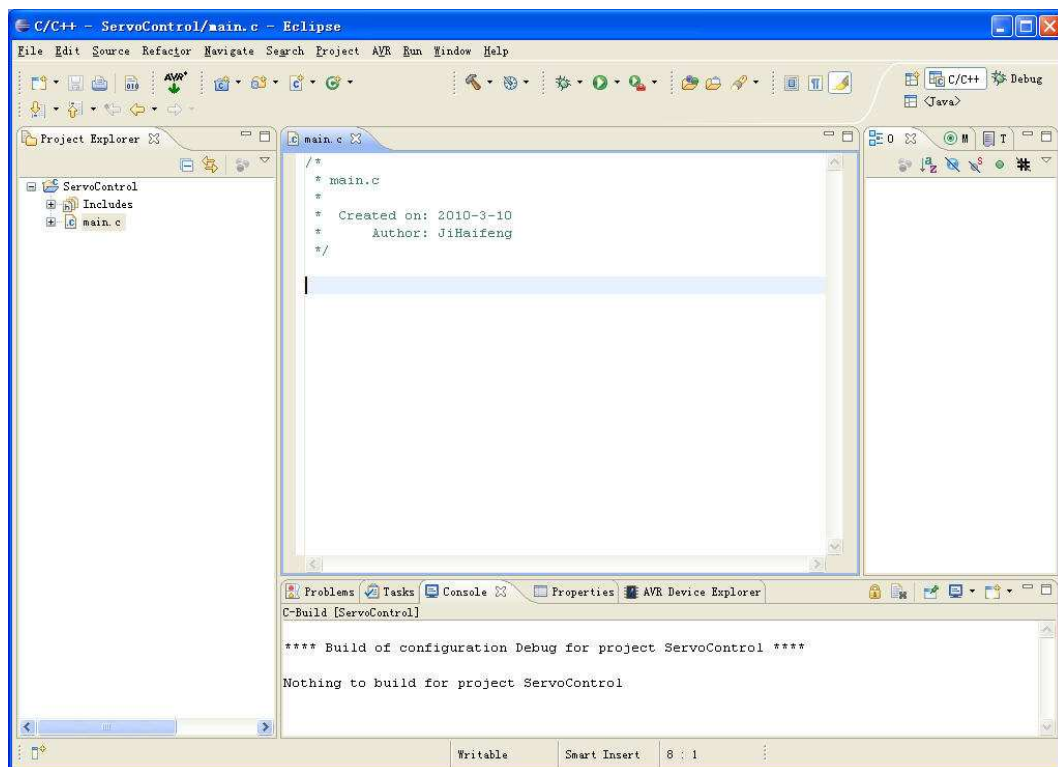 C/C++ - ServoControl/main.c - Eclipse
File Edit Source Refactor Navigate Search Project AVR Run Window Help
AVR
C/C++ Debug
<Java>
Project Explorer
main.c
O M T
ServoControl
Includes
main.c
/*
* main.c
*
* Created on: 2010-3-10
* Author: JiHaifeng
*/
Problems Tasks Console Properties AVR Device Explorer
C-Build [ServoControl]
**** Build of configuration Debug for project ServoControl ****
Nothing to build for project ServoControl
Writable Smart Insert 8 : 1